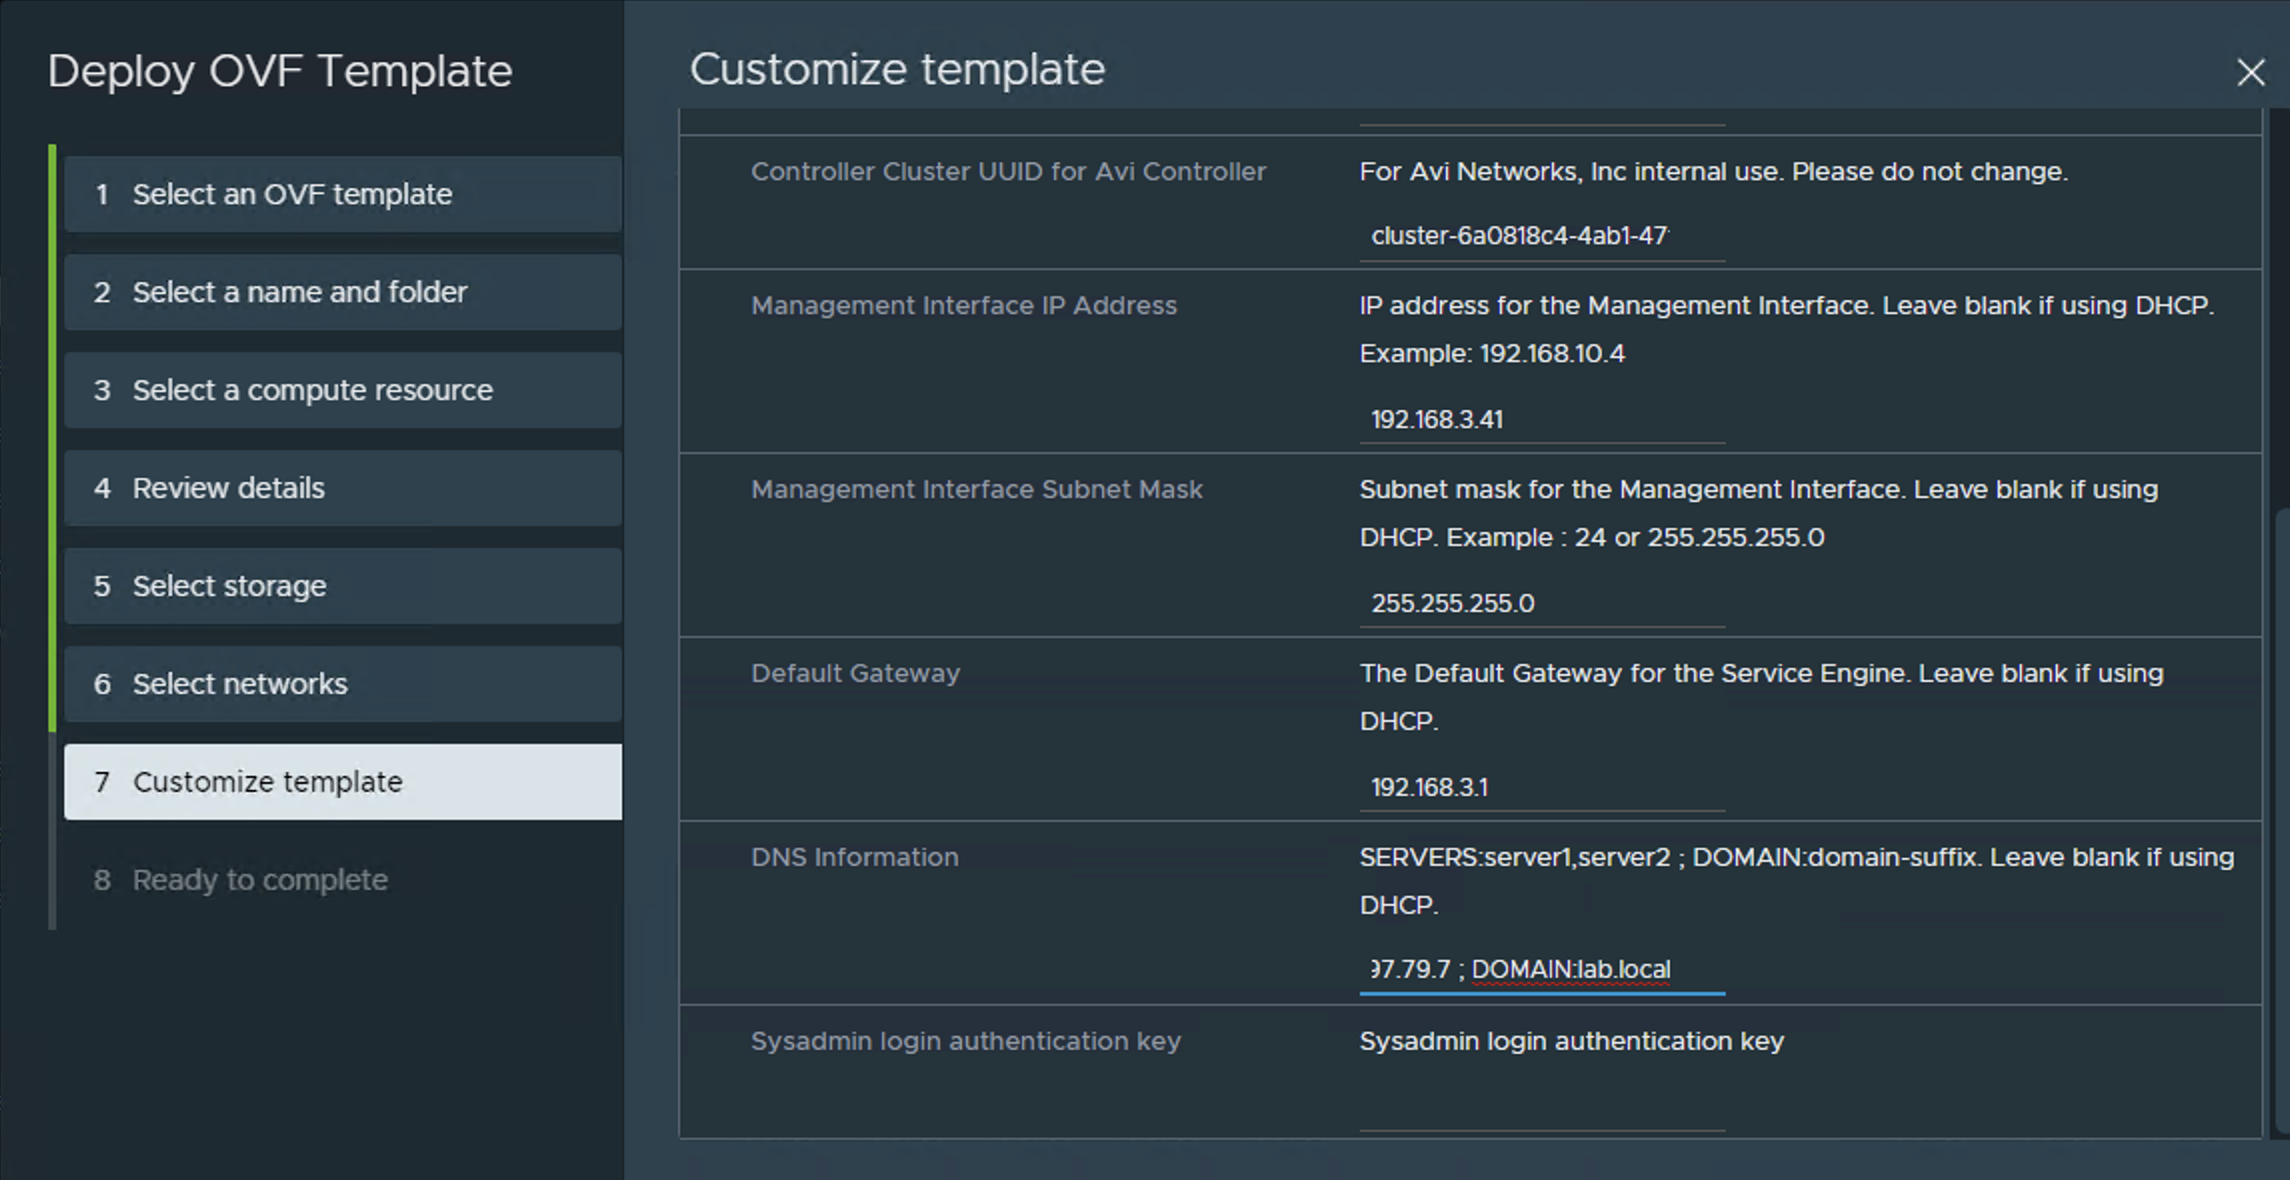 Deploy OVF Template
1 Select an OVF template
2 Select a name and folder
3 Select a compute resource
4 Review details
5 Select storage
6 Select networks
7 Customize template
8 Ready to complete
Customize template
Controller Cluster UUID for Avi Controller
For Avi Networks, Inc internal use. Please do not change.
cluster-6a0818c4-4ab1-47
Management Interface IP Address
IP address for the Management Interface. Leave blank if using DHCP.
Example: 192.168.10.4
192.168.3.41
Management Interface Subnet Mask
Subnet mask for the Management Interface. Leave blank if using
DHCP. Example : 24 or 255.255.255.0
255.255.255.0
Default Gateway
The Default Gateway for the Service Engine. Leave blank if using
DHCP.
192.168.3.1
DNS Information
SERVERS:server1,server2 ; DOMAIN:domain-suffix. Leave blank if using
DHCP.
97.79.7 ; DOMAIN:lab.local
Sysadmin login authentication key
Sysadmin login authentication key